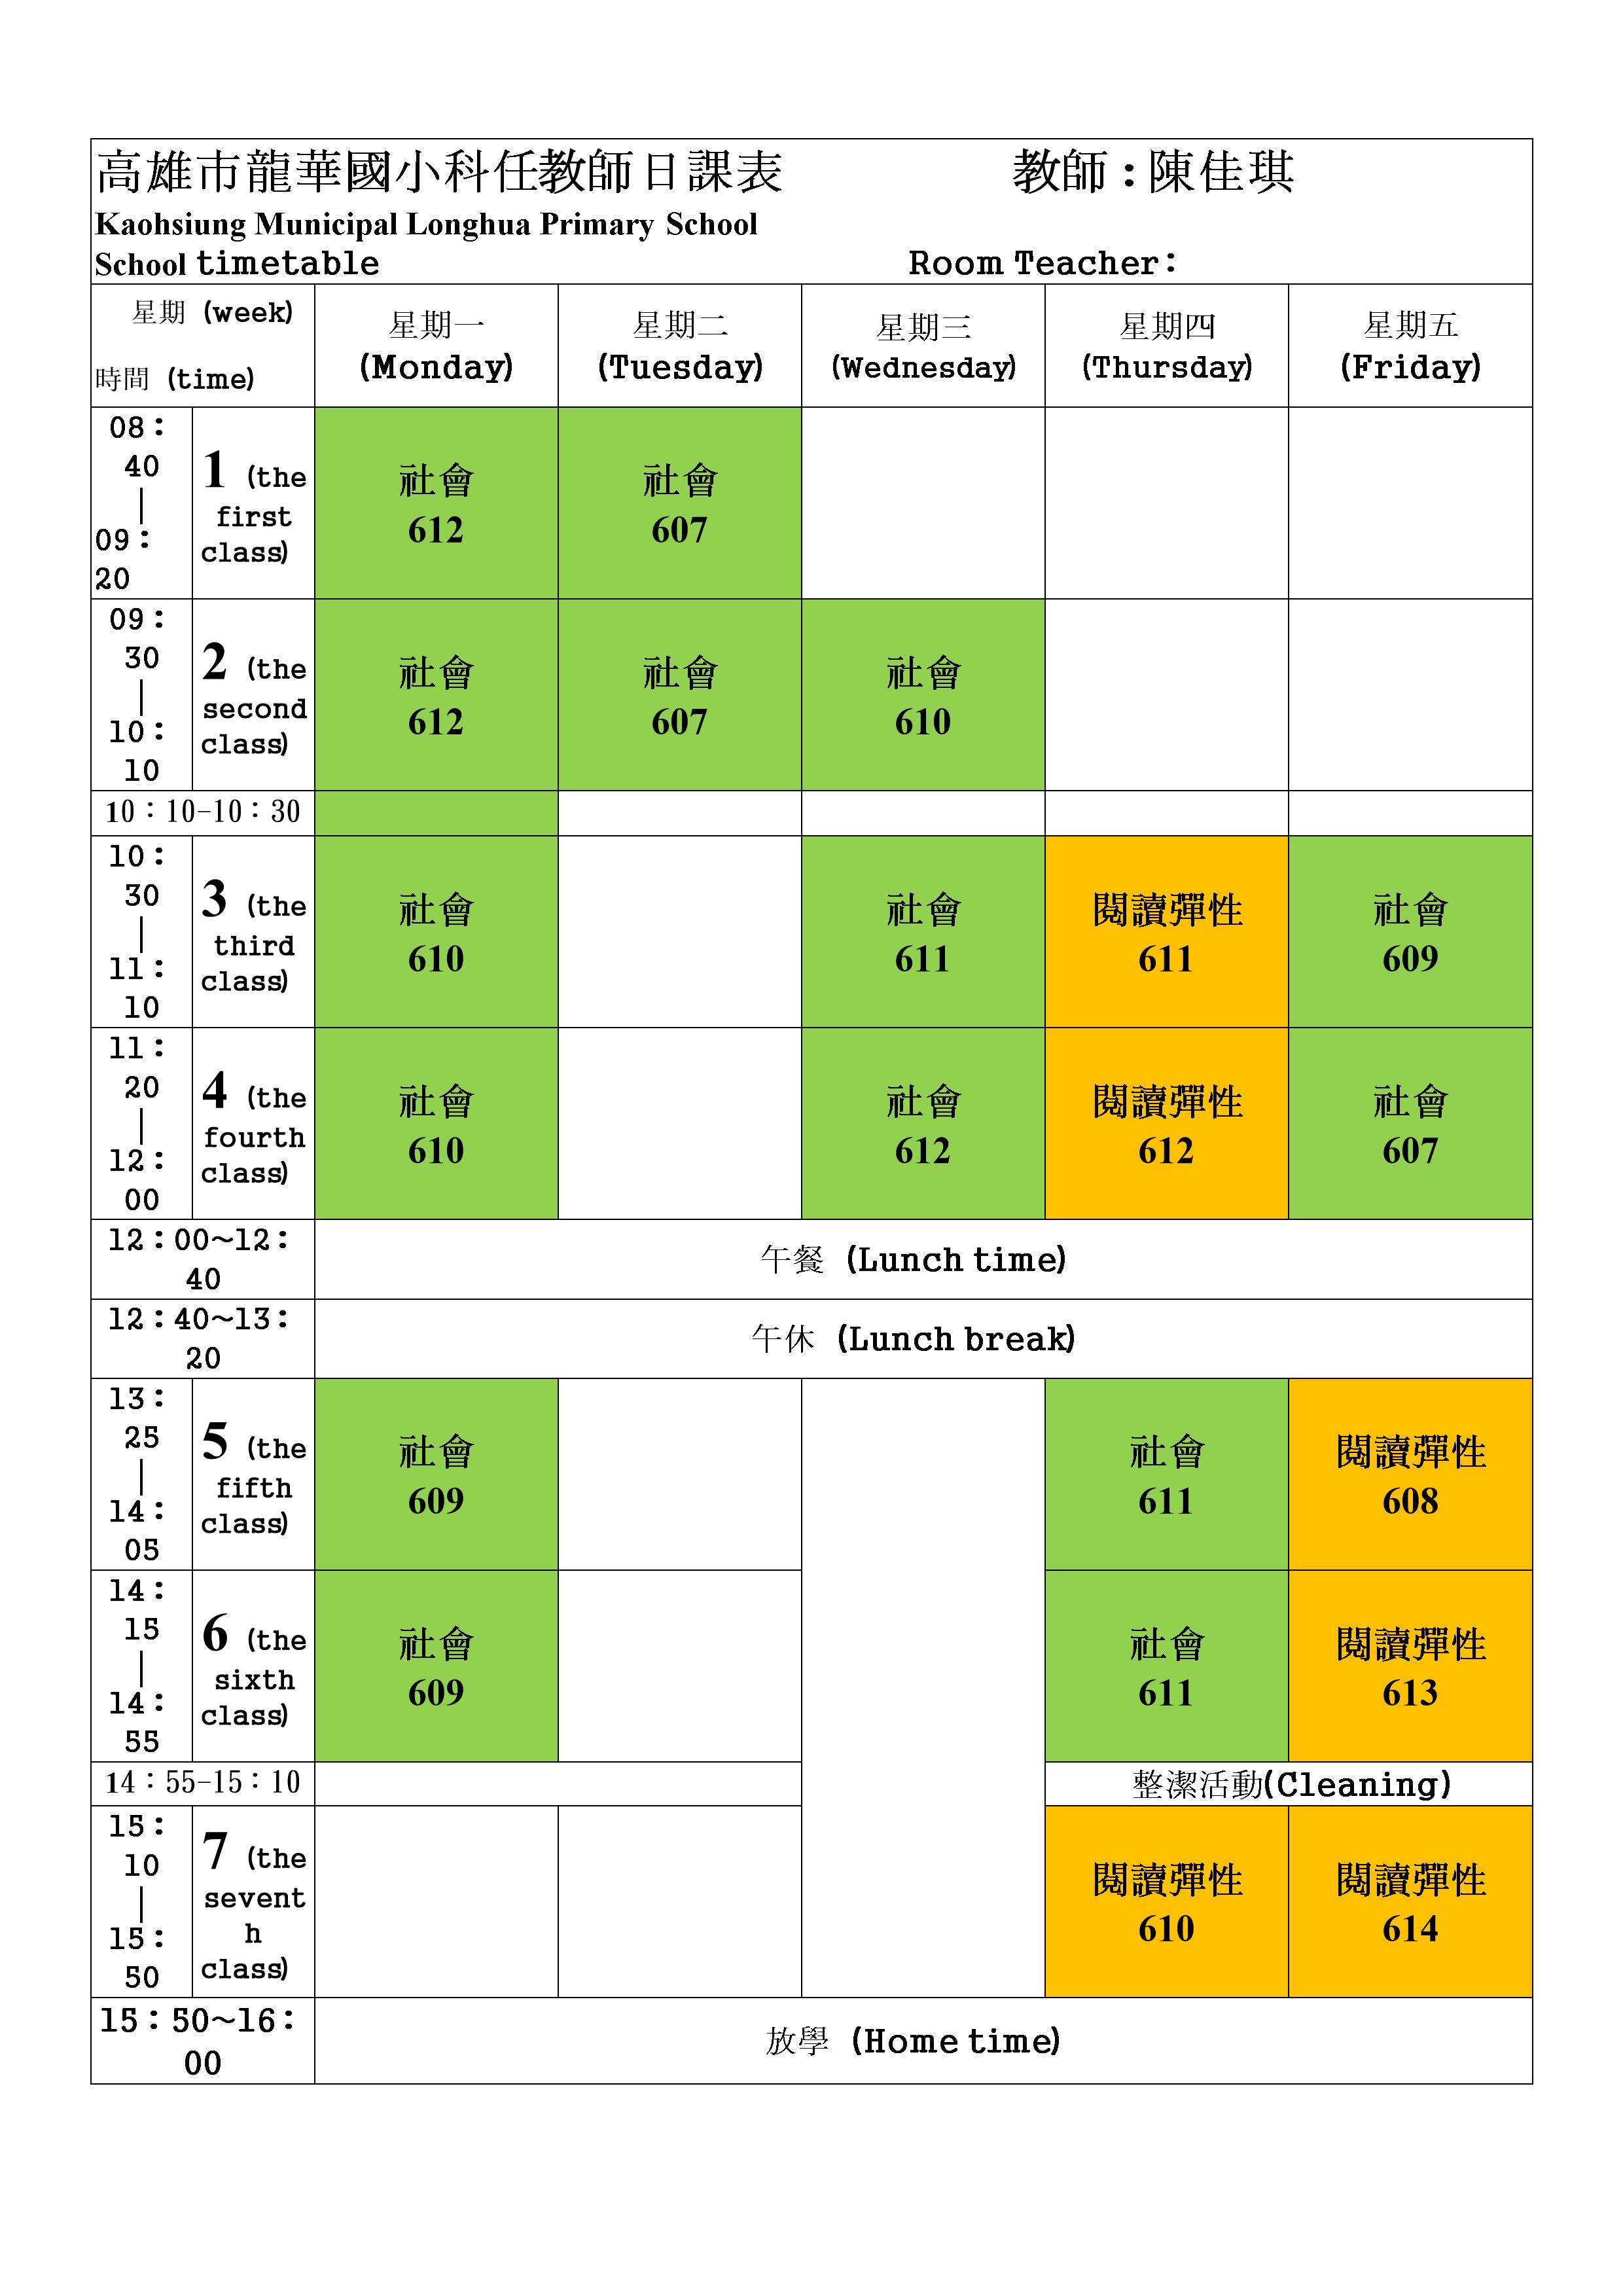 高雄市龍華國小科任教師日課表 教師:陳佳琪
Kaohsiung Municipal Longhua Primary School
School timetable Room Teacher:
星期 (week)
時間 (time)
星期一
(Monday)
星期二
(Tuesday)
星期三
(Wednesday)
星期四
(Thursday)
星期五
(Friday)
08:
40
|
09:
20
1 (the
first
class)
社會
612
社會
607
09:
30
|
10:
10
2 (the
second
class)
社會
612
社會
607
社會
610
10:10-10:30
10:
30
|
11:
10
3 (the
third
class)
社會
610
社會
611
閱讀彈性
611
社會
609
11:
20
|
12:
00
4 (the
fourth
class)
社會
610
社會
612
閱讀彈性
612
社會
607
12:00~12:
40
午餐 (Lunch time)
12:40~13:
20
午休 (Lunch break)
13:
25
|
14:
05
5 (the
fifth
class)
社會
609
社會
611
閱讀彈性
608
14:
15
|
14:
55
6 (the
sixth
class)
社會
609
社會
611
閱讀彈性
613
14:55-15:10
整潔活動(Cleaning)
15:
10
|
15:
50
7 (the
sevent
h
class)
閱讀彈性
610
閱讀彈性
614
15:50~16:
00
放學 (Home time)